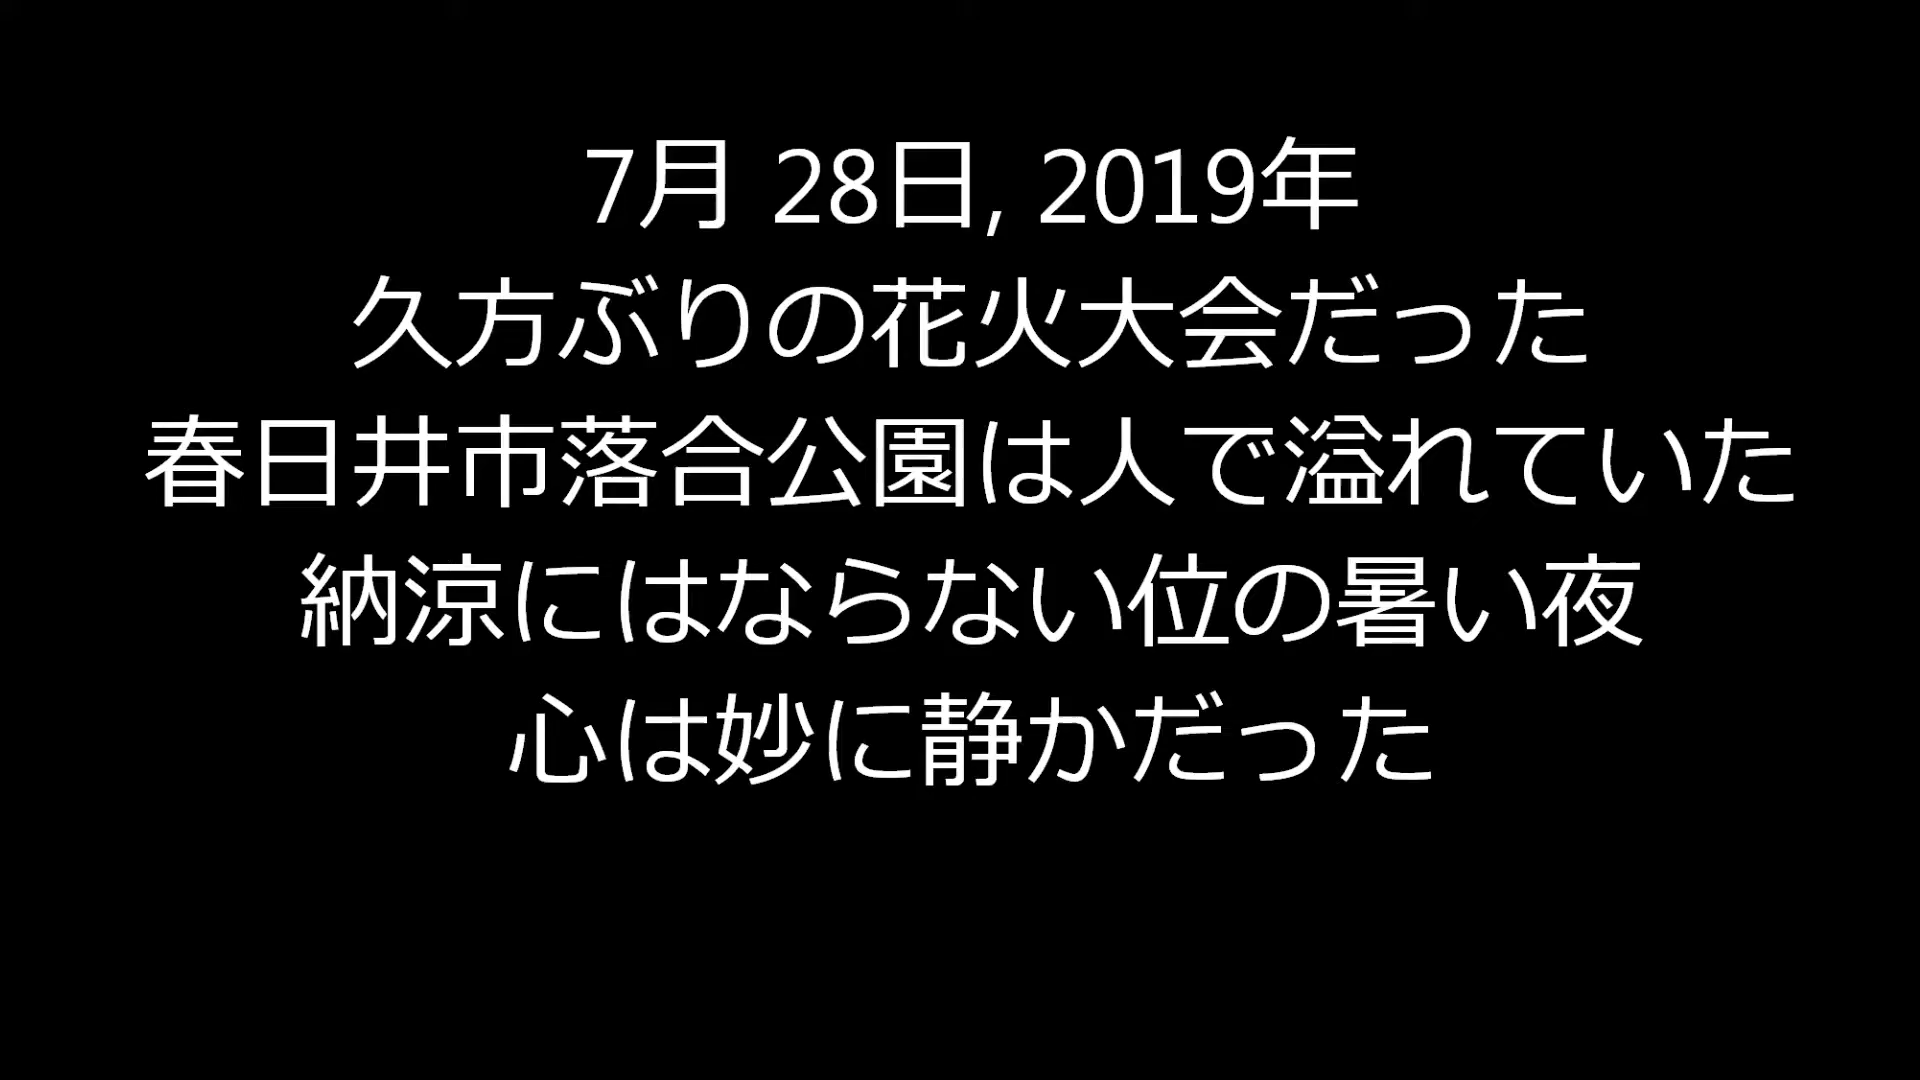 7月 28日, 2019年
久方ぶりの花火大会だった
春日井市落合公園は人で溢れていた
納涼にはならない位の暑い夜
心は妙に静かだった